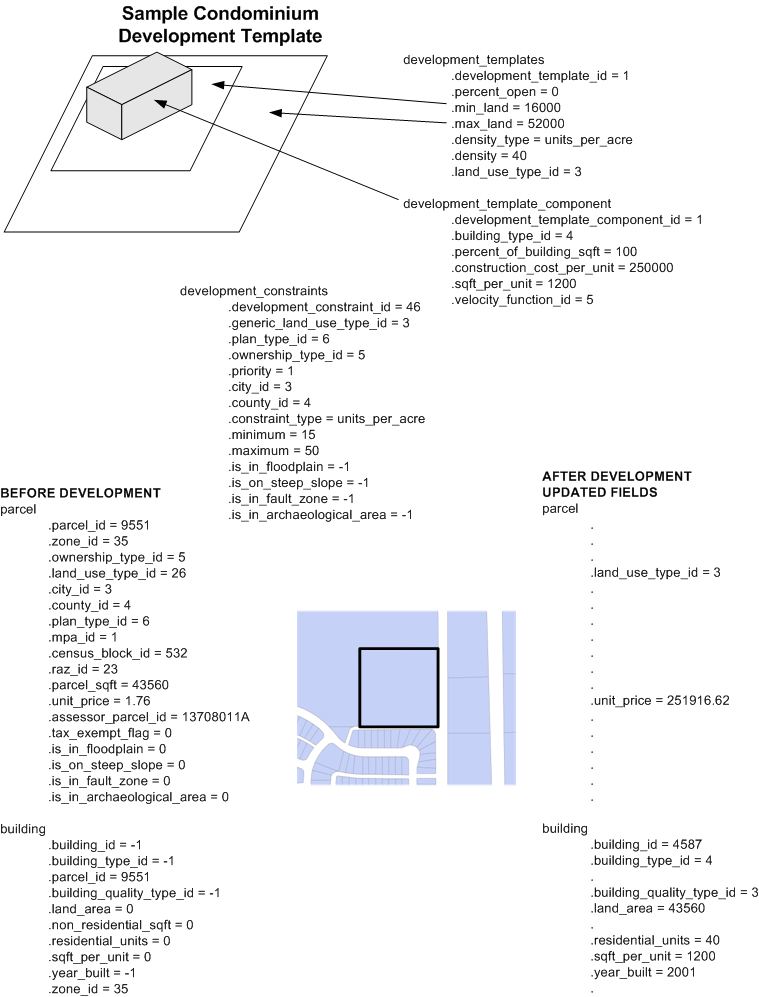 Sample Condominium
Development Template
development_templates
.development_template_id = 1
.percent_open = 0
.min_land = 16000
.max_land = 52000
.density_type = units_per_acre
.density = 40
.land_use_type_id = 3
development_template_component
.development_template_component_id = 1
.building_type_id = 4
.percent_of_building_sqft = 100
.construction_cost_per_unit = 250000
.sqft_per_unit = 1200
.velocity_function_id = 5
development_constraints
.development_constraint_id = 46
.generic_land_use_type_id = 3
.plan_type_id = 6
.ownership_type_id = 5
.priority = 1
.city_id = 3
.county_id = 4
.constraint_type = units_per_acre
.minimum = 15
.maximum = 50
.is_in_floodplain = -1
.is_on_steep_slope = -1
.is_in_fault_zone = -1
.is_in_archaeological_area = -1
BEFORE DEVELOPMENT
parcel
.parcel_id = 9551
.zone_id = 35
.ownership_type_id = 5
.land_use_type_id = 26
.city_id = 3
.county_id = 4
.plan_type_id = 6
.mpa_id = 1
.census_block_id = 532
.raz_id = 23
.parcel_sqft = 43560
.unit_price = 1.76
.assessor_parcel_id = 13708011A
.tax_exempt_flag = 0
.is_in_floodplain = 0
.is_on_steep_slope = 0
.is_in_fault_zone = 0
.is_in_archaeological_area = 0
building
.building_id = -1
.building_type_id = -1
.parcel_id = 9551
.building_quality_type_id = -1
.land_area = 0
.non_residential_sqft = 0
.residential_units = 0
.sqft_per_unit = 0
.year_built = -1
.zone_id = 35
AFTER DEVELOPMENT
UPDATED FIELDS
parcel
.
.
.
.land_use_type_id = 3
.
.
.
.
.
.
.
.unit_price = 251916.62
.
.
.
.
.
.
building
.building_id = 4587
.building_type_id = 4
.
.building_quality_type_id = 3
.land_area = 43560
.
.residential_units = 40
.sqft_per_unit = 1200
.year_built = 2001
.